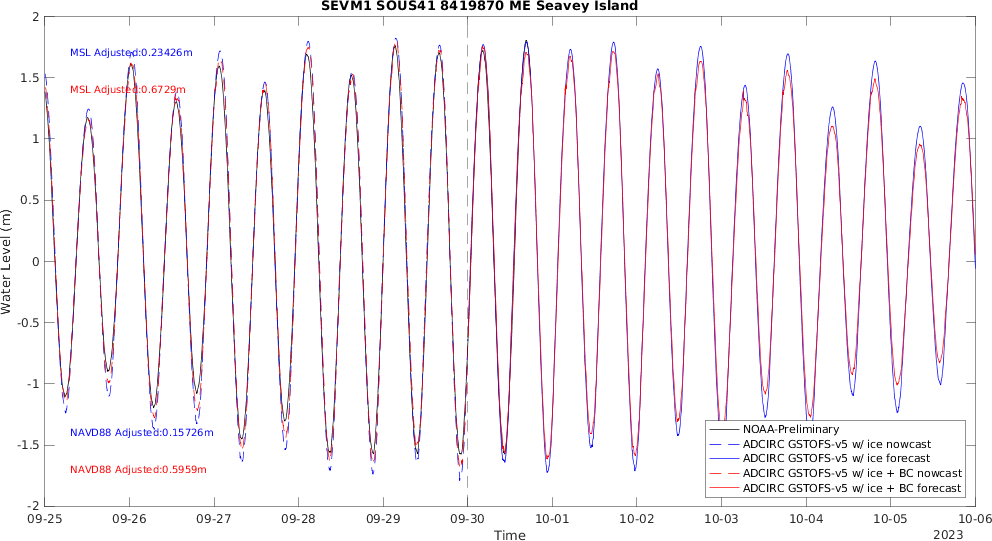 SEVM1 SOUS41 8419870 ME Seavey Island
2
1.5
1
0.5
0
-0.5
-1
-1.5
-2
Water Level (m)
MSL Adjusted:0.23426m
MSL Adjusted:0.6729m
NAVD88 Adjusted:0.15726m
NAVD88 Adjusted:0.5959m
NOAA-Preliminary
ADCIRC GSTOFS-v5 w/ ice nowcast
ADCIRC GSTOFS-v5 w/ ice forecast
ADCIRC GSTOFS-v5 w/ ice + BC nowcast
ADCIRC GSTOFS-v5 w/ ice + BC forecast
09-25 09-26 09-27 09-28 09-29 09-30 10-01 10-02 10-03 10-04 10-05 10-06
Time
2023